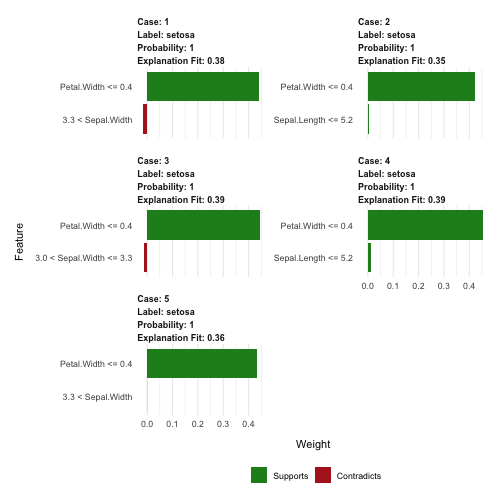 Case: 1
Label: setosa
Probability: 1
Explanation Fit: 0.38
Petal.Width <= 0.4
3.3 < Sepal.Width
Case: 2
Label: setosa
Probability: 1
Explanation Fit: 0.35
Petal.Width <= 0.4
Sepal.Length <= 5.2
Case: 3
Label: setosa
Probability: 1
Explanation Fit: 0.39
Petal.Width <= 0.4
3.0 < Sepal.Width <= 3.3
Case: 4
Label: setosa
Probability: 1
Explanation Fit: 0.39
Petal.Width <= 0.4
Sepal.Length <= 5.2
0.0 0.1 0.2 0.3 0.4
Case: 5
Label: setosa
Probability: 1
Explanation Fit: 0.36
Petal.Width <= 0.4
3.3 < Sepal.Width
0.0 0.1 0.2 0.3 0.4
Feature
Weight
Supports Contradicts